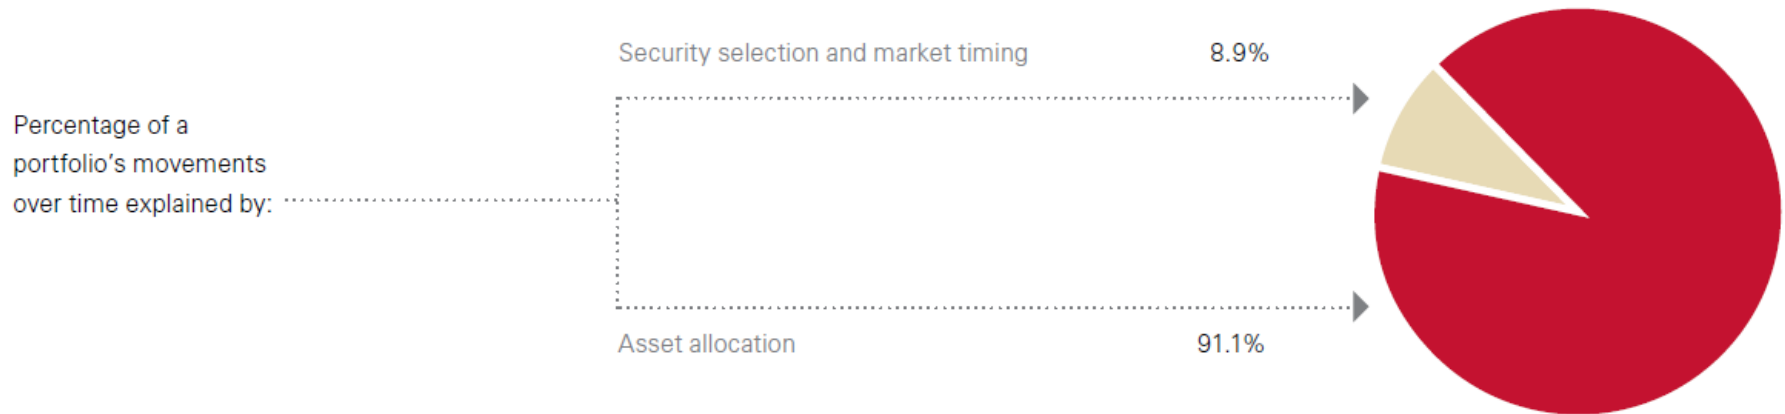 Percentage of a
portfolio’s movements
over time explained by:
Security selection and market timing 8.9%
Asset allocation 91.1%